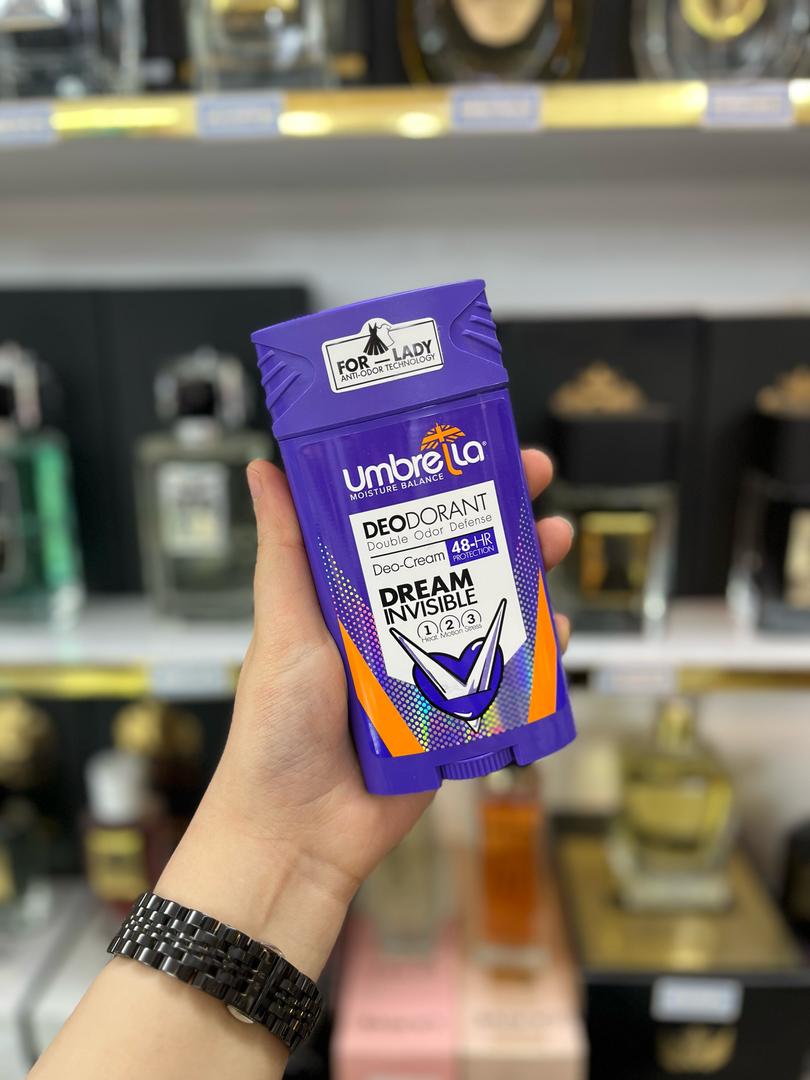 FOR LADY
ANTI-ODOR TECHNOLOGY
umbrella®
MOISTURE BALANCE
DEODORANT
Double Odor Defense
Deo-Cream 48-HR PROTECTION
DREAM
INVISIBLE
1 2 3
Heat Motion Stress